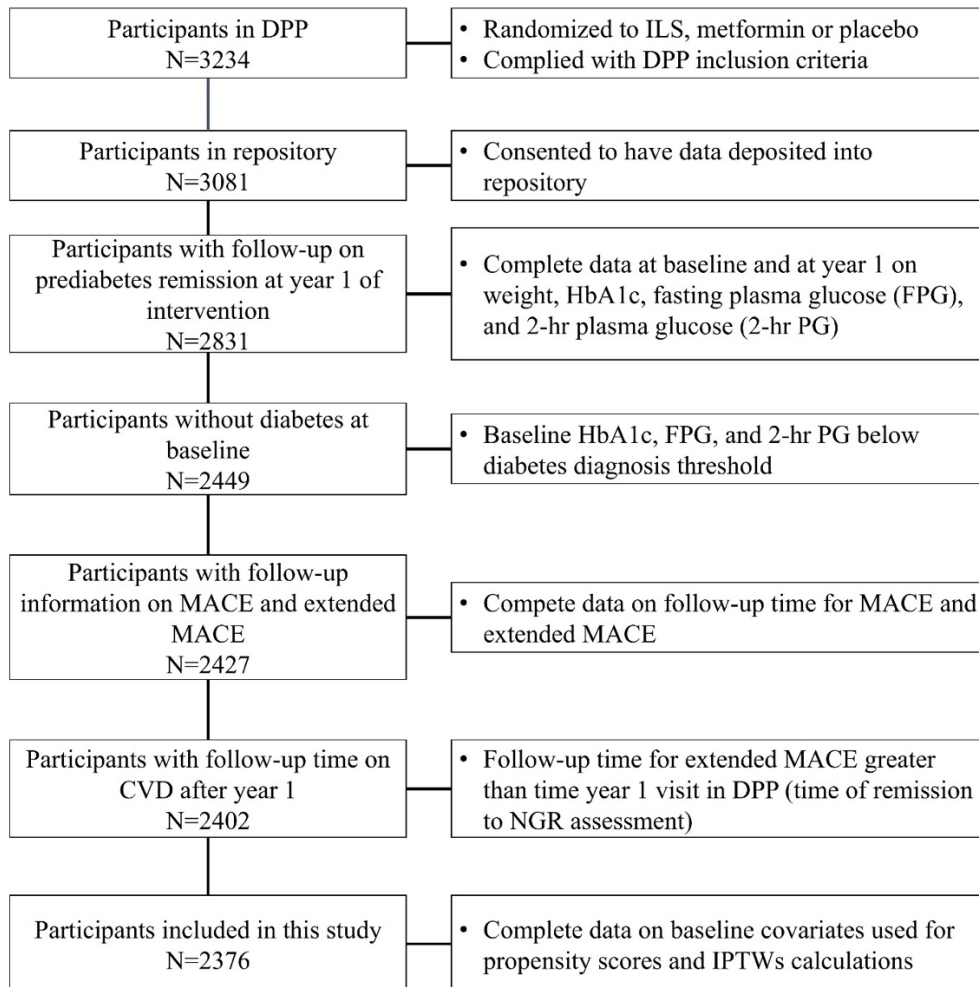 Participants in DPP
N=3234
• Randomized to ILS, metformin or placebo
• Complied with DPP inclusion criteria
Participants in repository
N=3081
• Consented to have data deposited into
repository
Participants with follow-up on
prediabetes remission at year 1 of
intervention
N=2831
• Complete data at baseline and at year 1 on
weight, HbA1c, fasting plasma glucose (FPG),
and 2-hr plasma glucose (2-hr PG)
Participants without diabetes at
baseline
N=2449
• Baseline HbA1c, FPG, and 2-hr PG below
diabetes diagnosis threshold
Participants with follow-up
information on MACE and extended
MACE
N=2427
• Compete data on follow-up time for MACE and
extended MACE
Participants with follow-up time on
CVD after year 1
N=2402
• Follow-up time for extended MACE greater
than time year 1 visit in DPP (time of remission
to NGR assessment)
Participants included in this study
N=2376
• Complete data on baseline covariates used for
propensity scores and IPTWs calculations